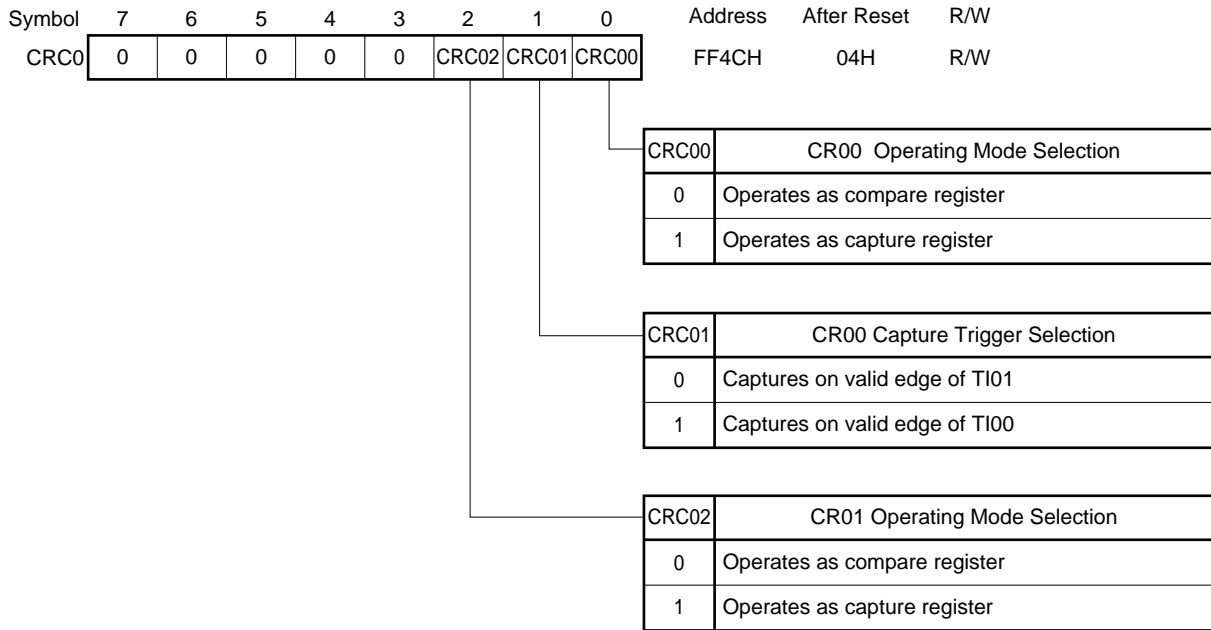 Symbol 7 6 5 4 3 2 1 0 Address After Reset R/W
CRC0 0 0 0 0 0 CRC02 CRC01 CRC00 FF4CH 04H R/W
CRC00 CR00 Operating Mode Selection
0 Operates as compare register
1 Operates as capture register
CRC01 CR00 Capture Trigger Selection
0 Captures on valid edge of TI01
1 Captures on valid edge of TI00
CRC02 CR01 Operating Mode Selection
0 Operates as compare register
1 Operates as capture register